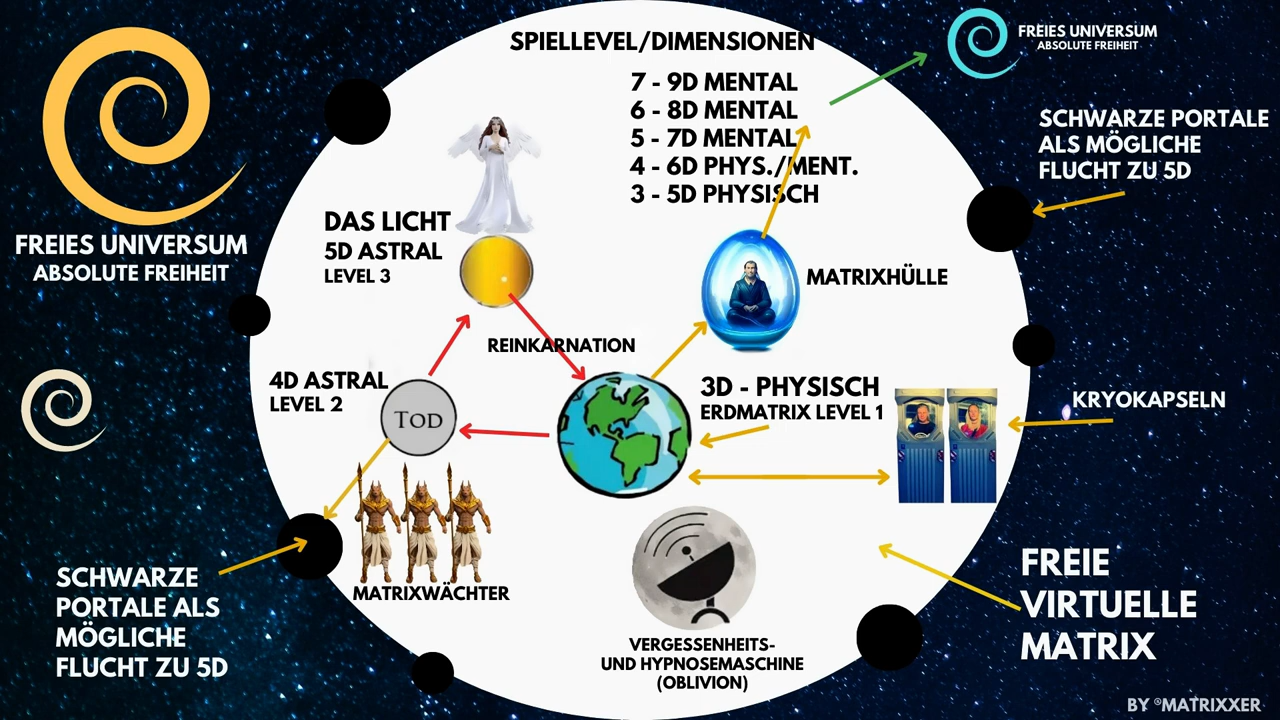 SPIELLEVEL/DIMENSIONEN
7 - 9D MENTAL
6 - 8D MENTAL
5 - 7D MENTAL
4 - 6D PHYS./MENT.
3 - 5D PHYSISCH
FREIES UNIVERSUM
ABSOLUTE FREIHEIT
SCHWARZE PORTALE
ALS MÖGLICHE
FLUCHT ZU 5D
FREIES UNIVERSUM
ABSOLUTE FREIHEIT
DAS LICHT
5D ASTRAL
LEVEL 3
MATRIXHÜLLE
REINKARNATION
4D ASTRAL
LEVEL 2
TOD
3D - PHYSISCH
ERDMATRIX LEVEL 1
KRYOKAPSELN
MATRIXWÄCHTER
SCHWARZE
PORTALE ALS
MÖGLICHE
FLUCHT ZU 5D
VERGESSENHEITS-
UND HYPNOSEMASCHINE
(OBLIVION)
FREIE
VIRTUELLE
MATRIX
BY ®MATRIXXER